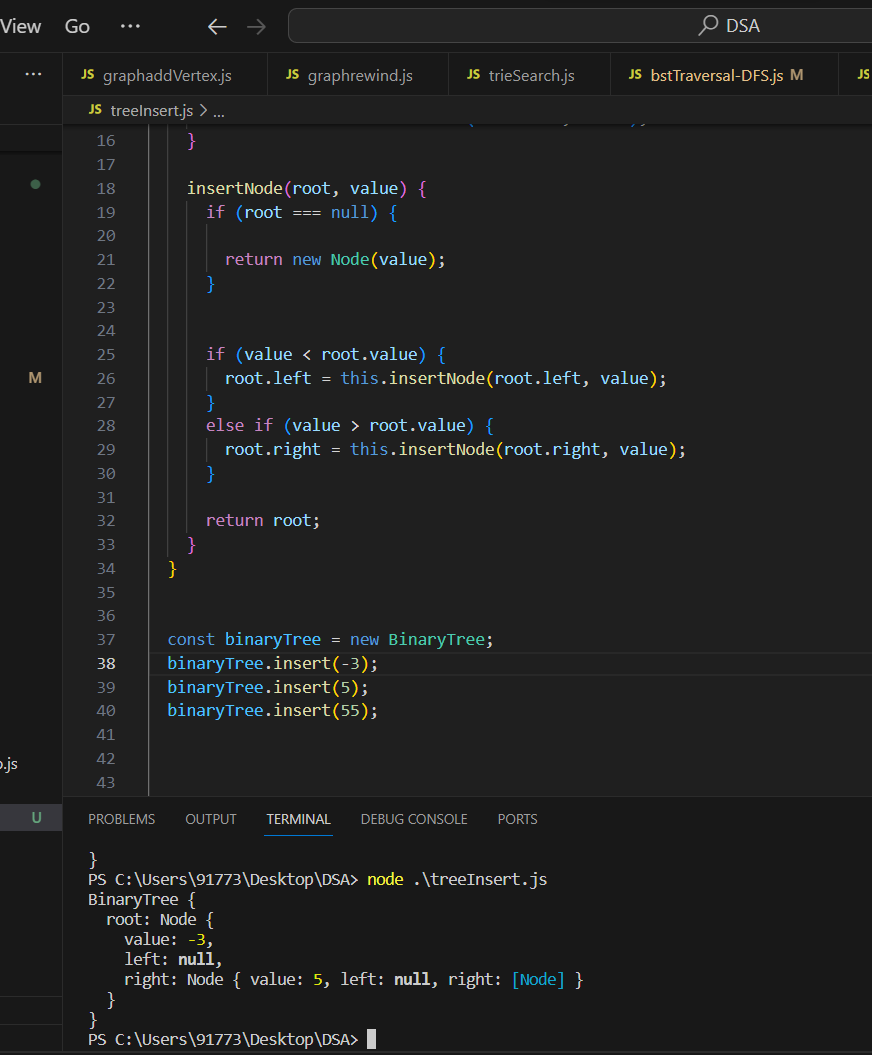 View Go ··· ← → DSA
··· JS graphaddVertex.js JS graphrewind.js JS trieSearch.js JS bstTraversal-DFS.js M JS
JS treeInsert.js > ...
16 }
17
18 insertNode(root, value) {
19 if (root === null) {
20
21 return new Node(value);
22 }
23
24
25 if (value < root.value) {
M
26 root.left = this.insertNode(root.left, value);
27 }
28 else if (value > root.value) {
29 root.right = this.insertNode(root.right, value);
30 }
31
32 return root;
33 }
34 }
35
36
37 const binaryTree = new BinaryTree;
38 binaryTree.insert(-3);
39 binaryTree.insert(5);
40 binaryTree.insert(55);
41
42
.js
43
U
PROBLEMS OUTPUT TERMINAL DEBUG CONSOLE PORTS
}
PS C:\Users\91773\Desktop\DSA> node .\treeInsert.js
BinaryTree {
root: Node {
value: -3,
left: null,
right: Node { value: 5, left: null, right: [Node] }
}
}
PS C:\Users\91773\Desktop\DSA>